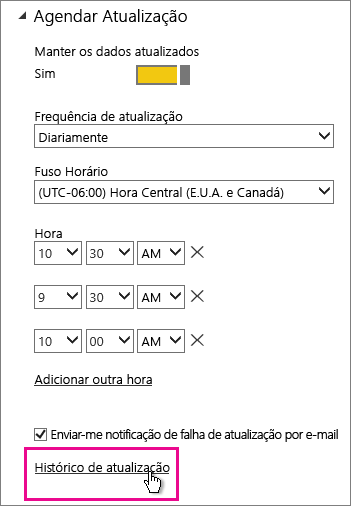 Agendar Atualização
Manter os dados atualizados
Sim
Frequência de atualização
Diariamente
Fuso Horário
(UTC-06:00) Hora Central (E.U.A. e Canadá)
Hora
10 30 AM
9 30 AM
10 00 AM
Adicionar outra hora
Enviar-me notificação de falha de atualização por e-mail
Histórico de atualização